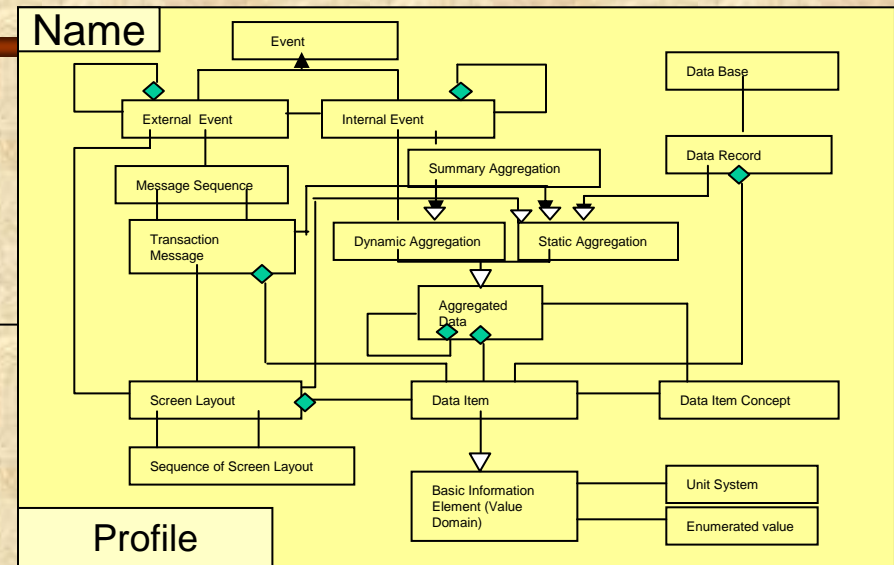 Name
Event
Data Base
External Event
Internal Event
Data Record
Summary Aggregation
Message Sequence
Transaction
Message
Dynamic Aggregation
Static Aggregation
Aggregated
Data
Screen Layout
Data Item
Data Item Concept
Sequence of Screen Layout
Basic Information
Element (Value
Domain)
Unit System
Enumerated value
Profile